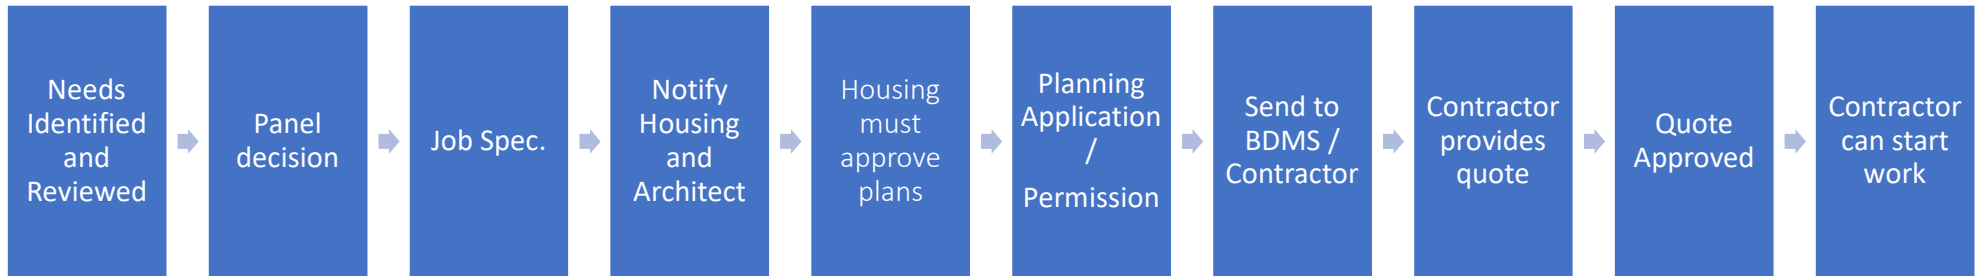 Needs
Identified
and
Reviewed
Panel
decision
Job Spec.
Notify
Housing
and
Architect
Housing
must
approve
plans
Planning
Application
/
Permission
Send to
BDMS /
Contractor
Contractor
provides
quote
Quote
Approved
Contractor
can start
work